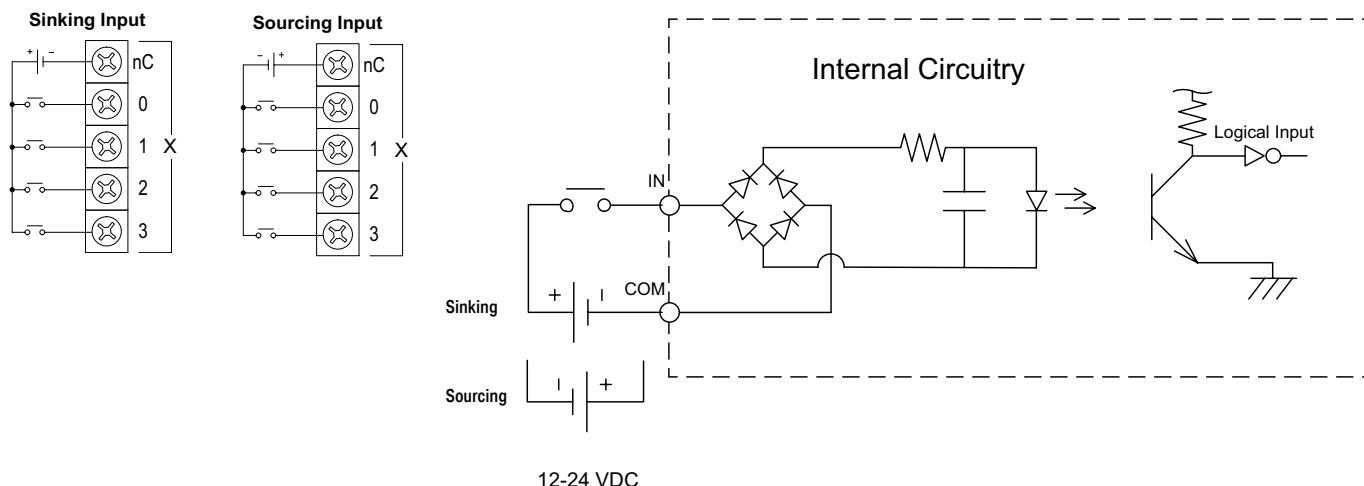 Sinking Input
+ -
nC
0
1
2
3
X
Sourcing Input
- +
nC
0
1
2
3
X
Internal Circuitry
Logical Input
IN
COM
Sinking
+ -
Sourcing
- +
12-24 VDC